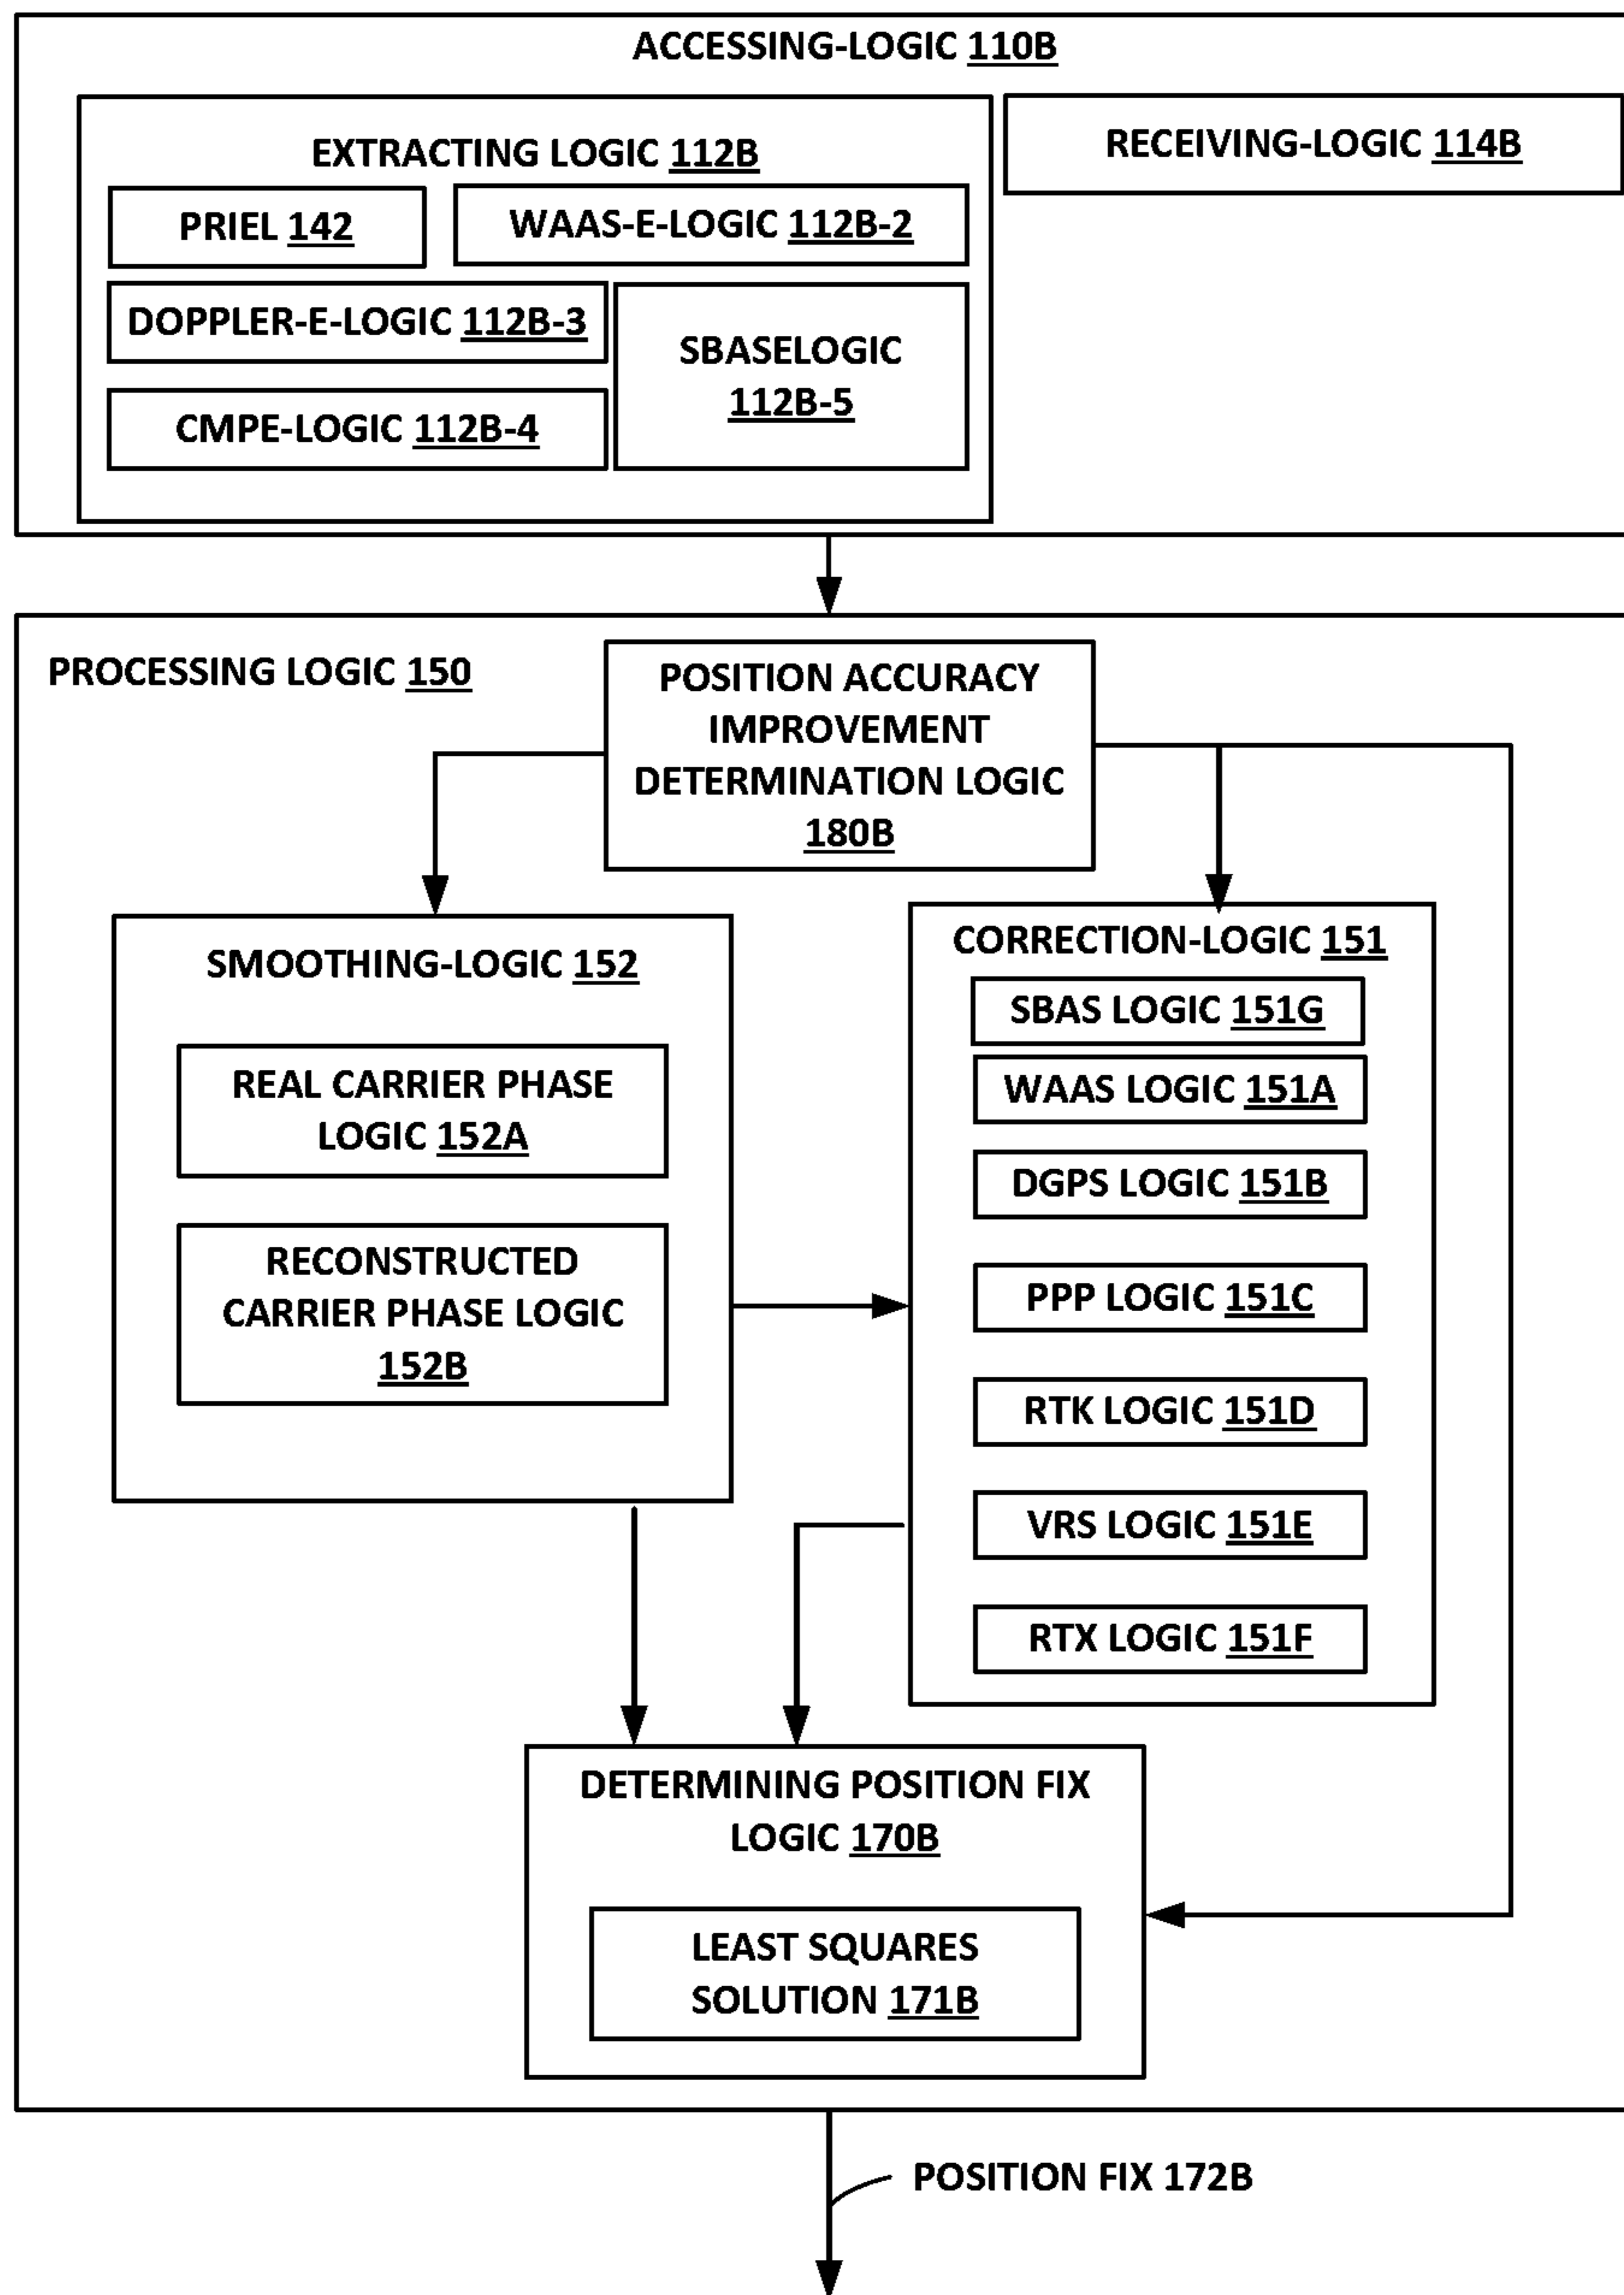 ACCESSING-LOGIC 110B
EXTRACTING LOGIC 112B
RECEIVING-LOGIC 114B
PRIEL 142
WAAS-E-LOGIC 112B-2
DOPPLER-E-LOGIC 112B-3
SBASELOGIC
112B-5
CMPE-LOGIC 112B-4
PROCESSING LOGIC 150
POSITION ACCURACY
IMPROVEMENT
DETERMINATION LOGIC
180B
SMOOTHING-LOGIC 152
REAL CARRIER PHASE
LOGIC 152A
RECONSTRUCTED
CARRIER PHASE LOGIC
152B
CORRECTION-LOGIC 151
SBAS LOGIC 151G
WAAS LOGIC 151A
DGPS LOGIC 151B
PPP LOGIC 151C
RTK LOGIC 151D
VRS LOGIC 151E
RTX LOGIC 151F
DETERMINING POSITION FIX
LOGIC 170B
LEAST SQUARES
SOLUTION 171B
POSITION FIX 172B